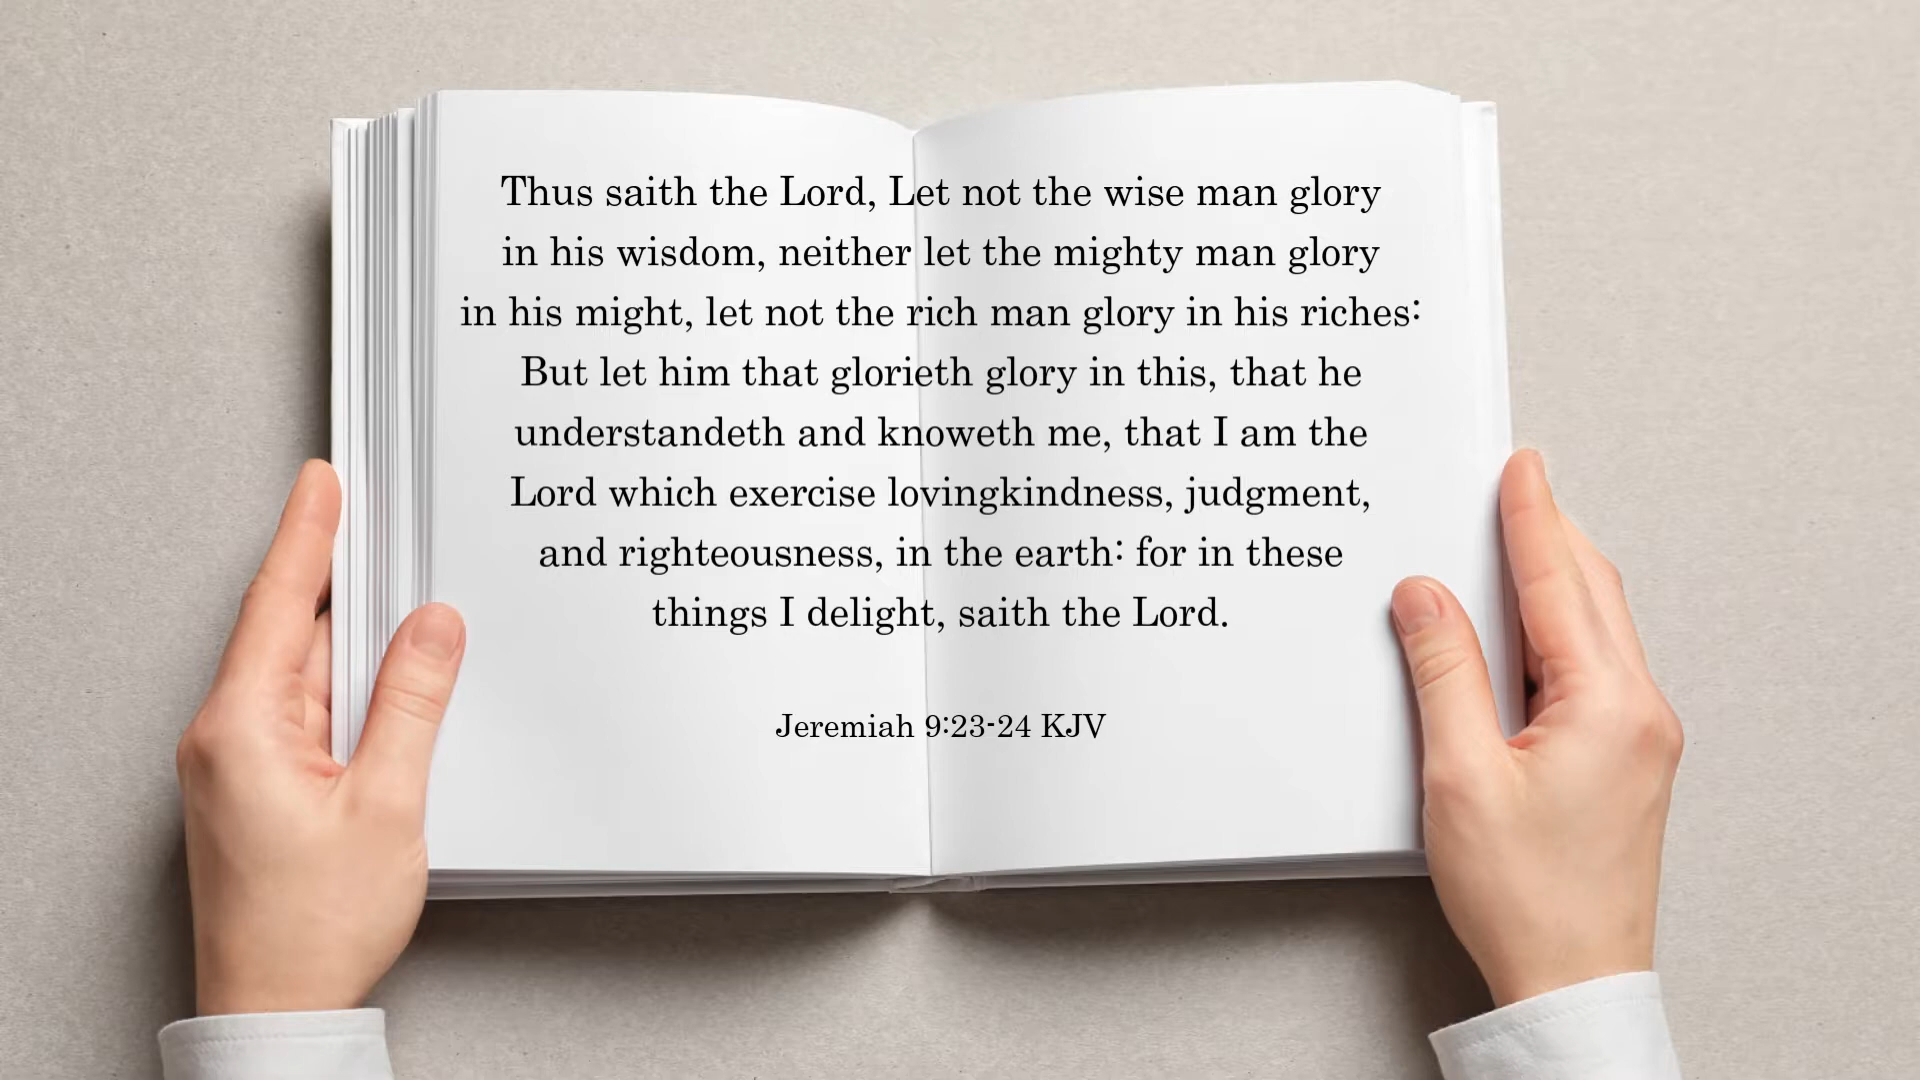 Thus saith the Lord, Let not the wise man glory
in his wisdom, neither let the mighty man glory
in his might, let not the rich man glory in his riches:
But let him that glorieth glory in this, that he
understandeth and knoweth me, that I am the
Lord which exercise lovingkindness, judgment,
and righteousness, in the earth: for in these
things I delight, saith the Lord.
Jeremiah 9:23-24 KJV